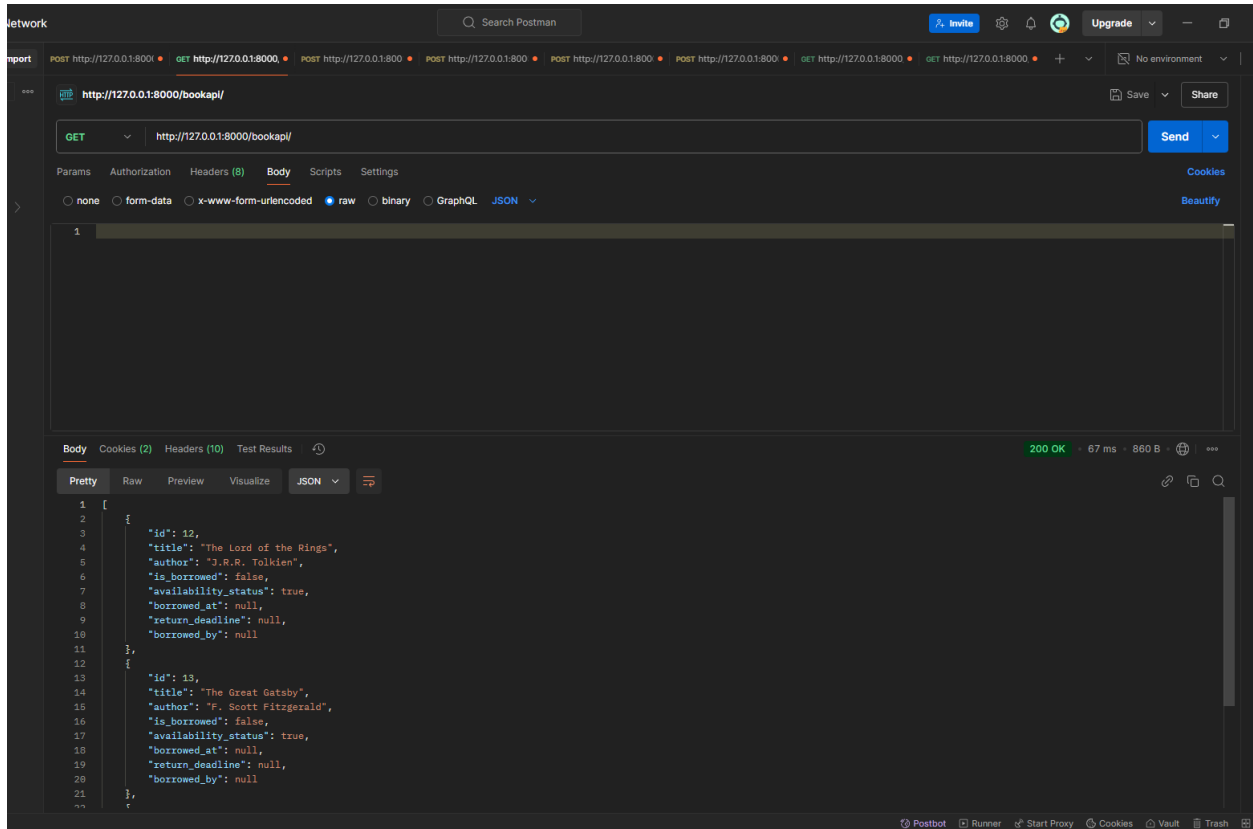 Network Search Postman Invite Upgrade
mport POST http://127.0.0.1:800( GET http://127.0.0.1:8000, POST http://127.0.0.1:800 POST http://127.0.0.1:800 POST http://127.0.0.1:800( POST http://127.0.0.1:800( GET http://127.0.0.1:8000, GET http://127.0.0.1:8000, No environment
HTTP http://127.0.0.1:8000/bookapi/ Save Share
GET http://127.0.0.1:8000/bookapi/ Send
Params Authorization Headers (8) Body Scripts Settings Cookies
none form-data x-www-form-urlencoded raw binary GraphQL JSON Beautify
1
Body Cookies (2) Headers (10) Test Results 200 OK 67 ms 860 B
Pretty Raw Preview Visualize JSON
1 [
2 {
3 "id": 12,
4 "title": "The Lord of the Rings",
5 "author": "J.R.R. Tolkien",
6 "is_borrowed": false,
7 "availability_status": true,
8 "borrowed_at": null,
9 "return_deadline": null,
10 "borrowed_by": null
11 },
12 {
13 "id": 13,
14 "title": "The Great Gatsby",
15 "author": "F. Scott Fitzgerald",
16 "is_borrowed": false,
17 "availability_status": true,
18 "borrowed_at": null,
19 "return_deadline": null,
20 "borrowed_by": null
21 },
22 {
Postbot Runner Start Proxy Cookies Vault Trash